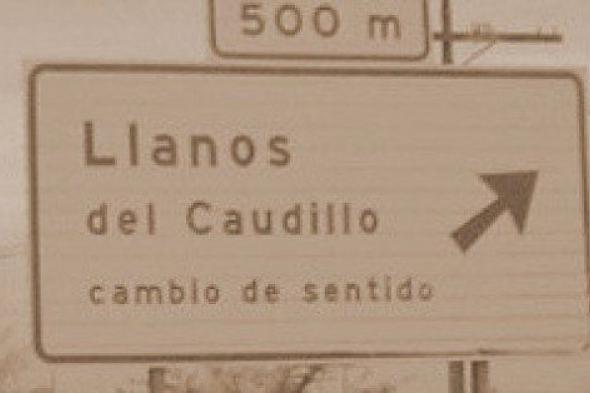 500 m
Llanos
del Caudillo
cambio de sentido